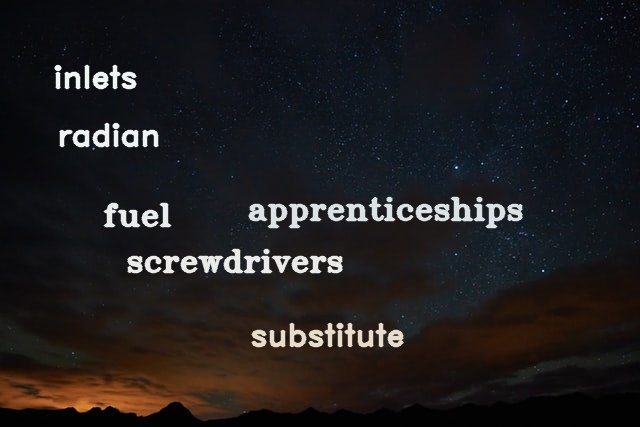 inlets
radian
fuel apprenticeships
screwdrivers
substitute